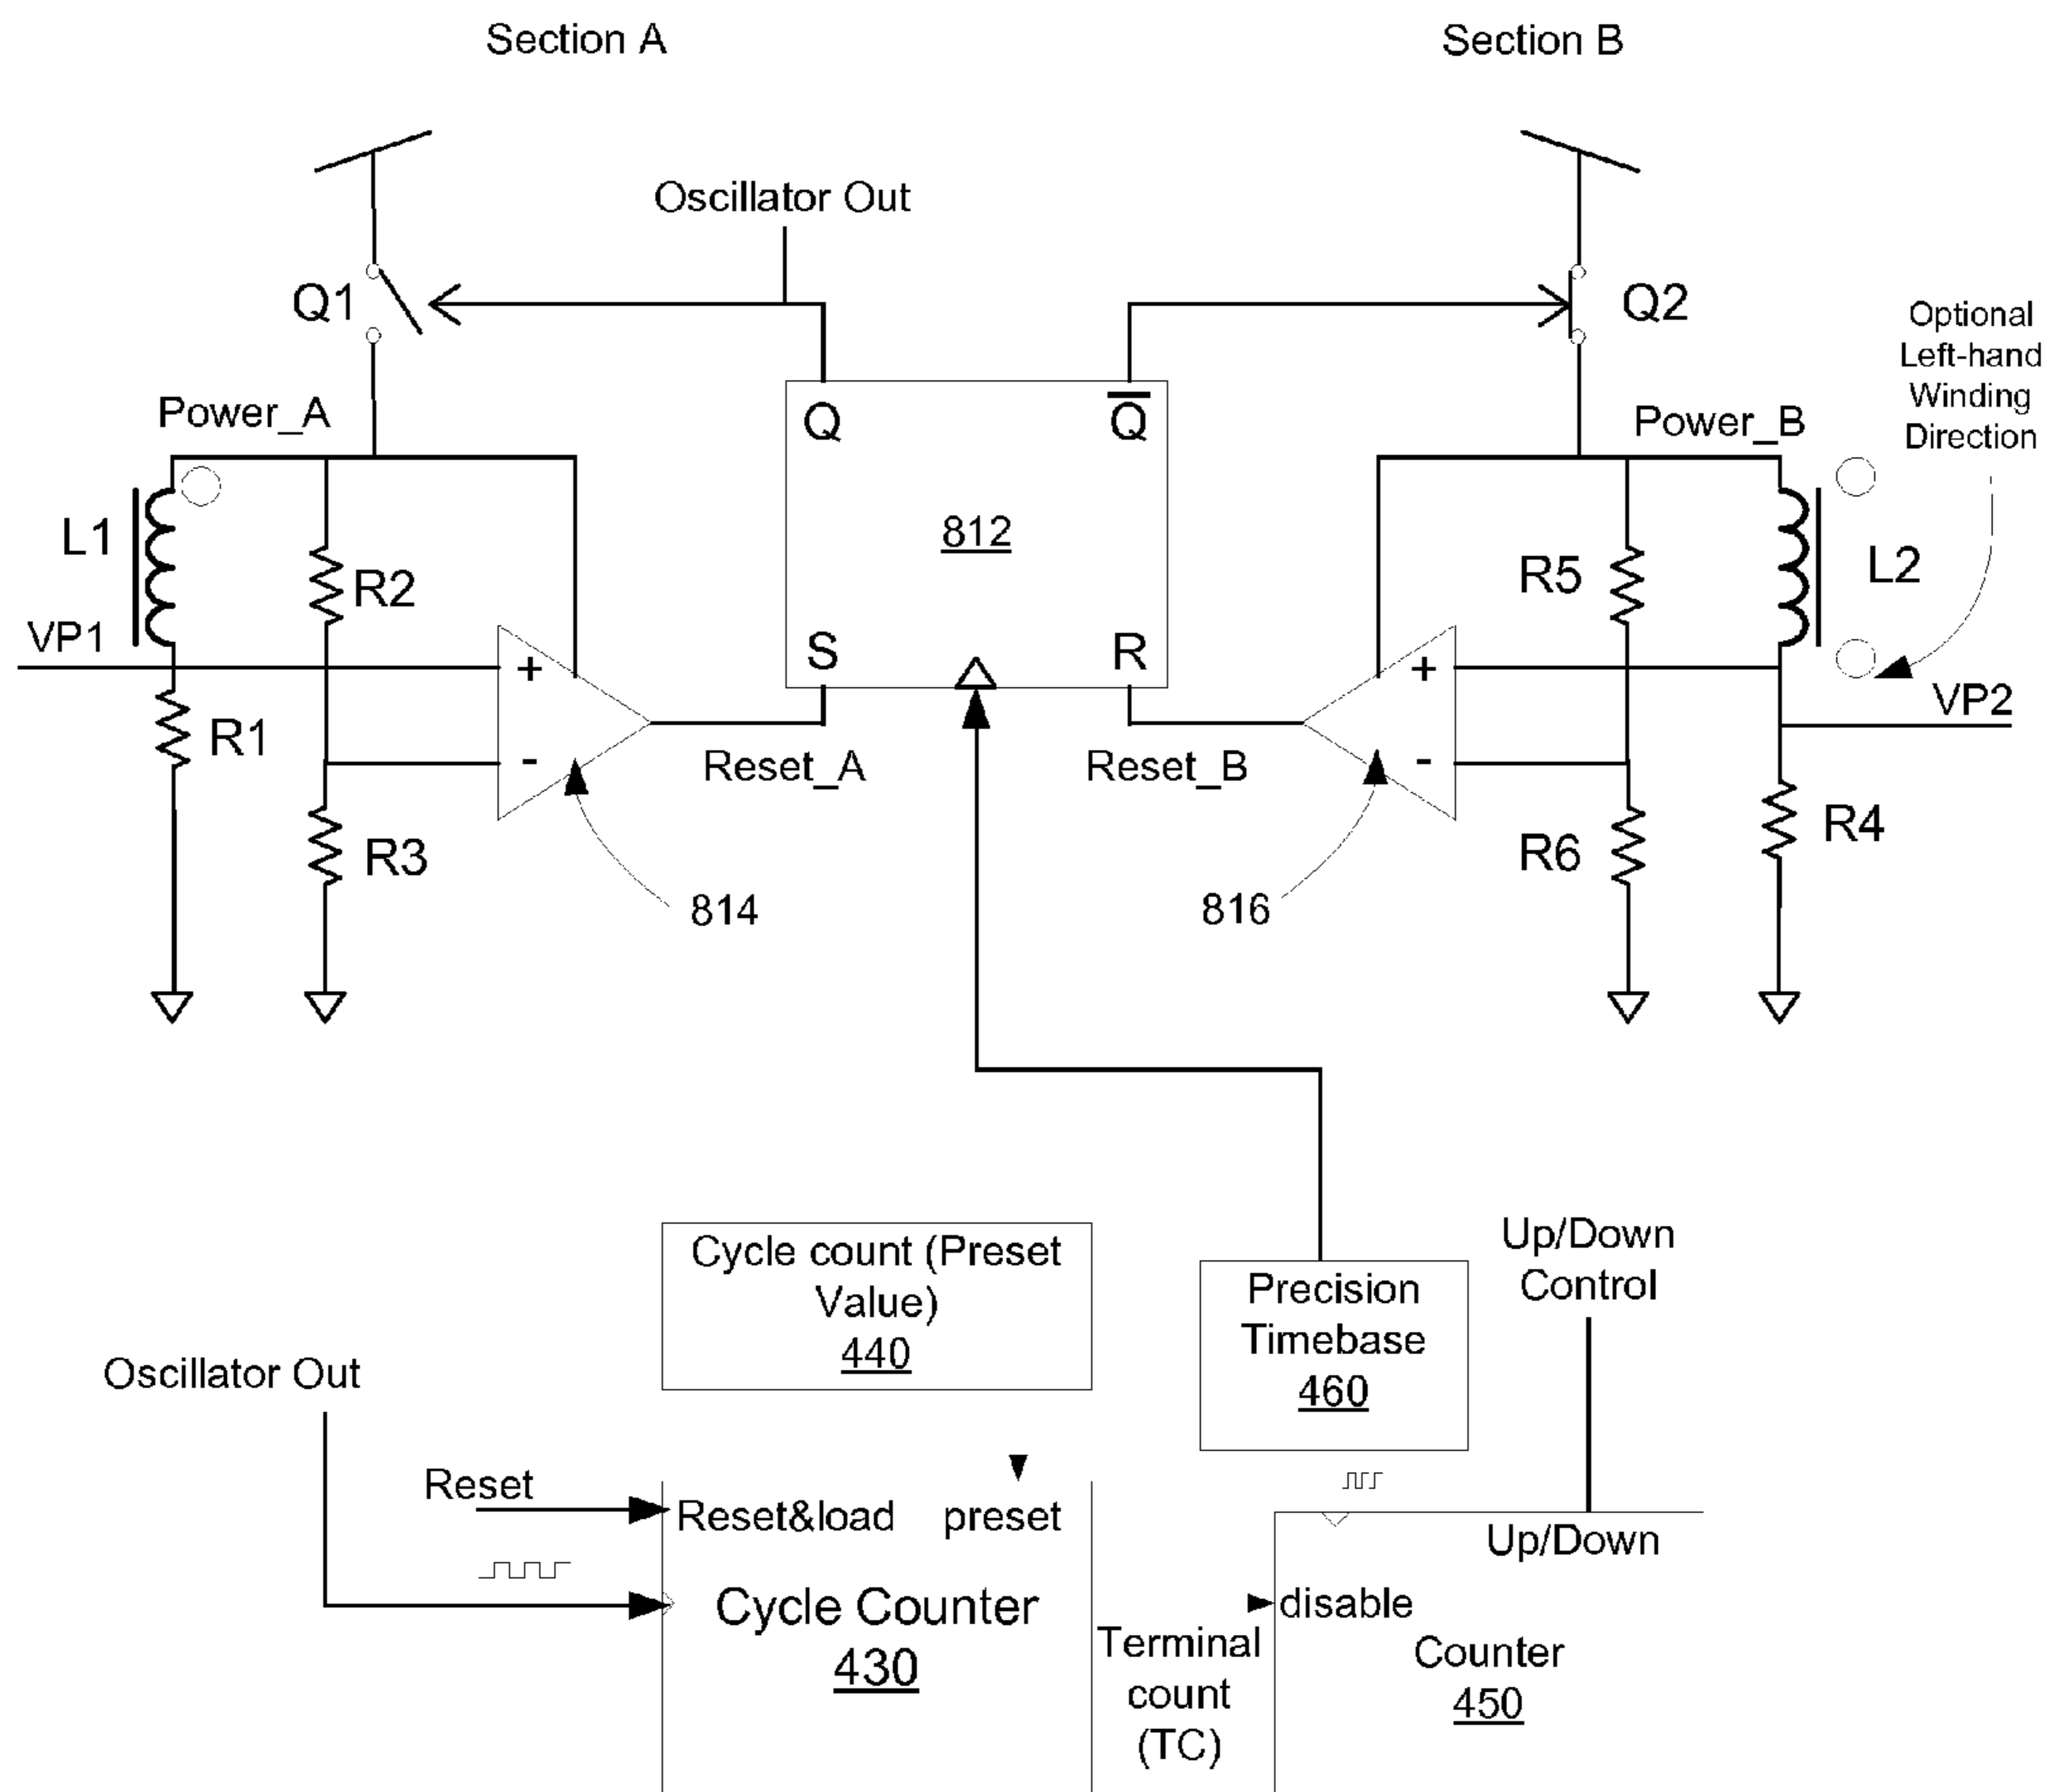 Section A
Section B
Oscillator Out
Q1
Q2
Optional
Left-hand
Winding
Direction
Power_A
Q
Q̅
Power_B
L1
812
R2
R5
L2
VP1
S
R
+
+
VP2
R1
-
Reset_A
Reset_B
-
R3
R6
R4
814
816
Cycle count (Preset
Value)
440
Precision
Timebase
460
Up/Down
Control
Oscillator Out
Reset
Reset&load
preset
Up/Down
Cycle Counter
430
disable
Terminal
count
(TC)
Counter
450